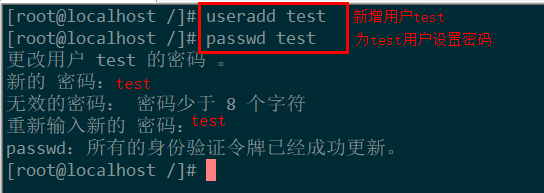 [root@localhost /]# useradd test 新增用户test
[root@localhost /]# passwd test 为test用户设置密码
更改用户 test 的密码 。
新的 密码：test
无效的密码： 密码少于 8 个字符
重新输入新的 密码：test
passwd：所有的身份验证令牌已经成功更新。
[root@localhost /]#